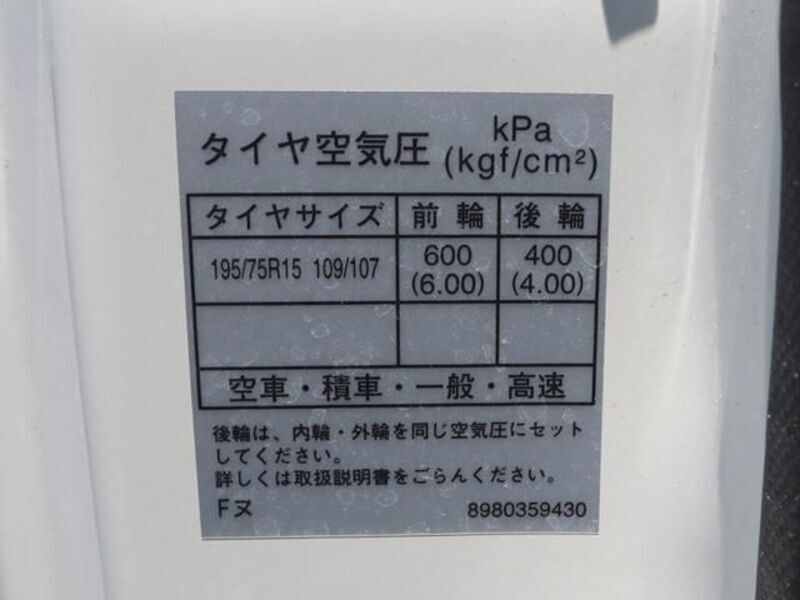 タイヤ空気圧 kPa (kgf/cm²)
タイヤサイズ 前輪 後輪
195/75R15 109/107 600 (6.00) 400 (4.00)
空車・積車・一般・高速
後輪は、内輪・外輪を同じ空気圧にセット
してください。
詳しくは取扱説明書をごらんください。
Fヌ 8980359430